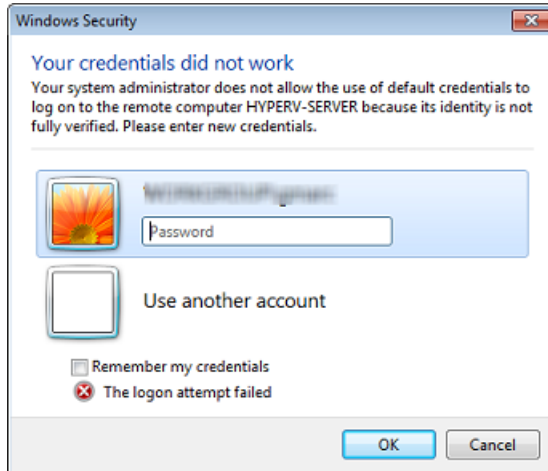 Windows Security
Your credentials did not work
Your system administrator does not allow the use of default credentials to
log on to the remote computer HYPERV-SERVER because its identity is not
fully verified. Please enter new credentials.
Password
Use another account
Remember my credentials
The logon attempt failed
OK
Cancel